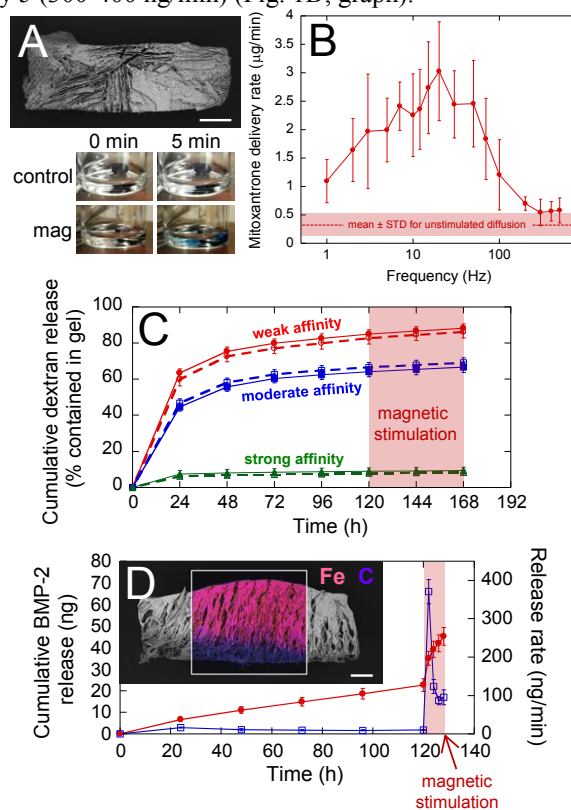 y 5 (300-400 ng/min) (Fig. 1D, graph).
A
0 min 5 min
control
mag
B
Mitoxantrone delivery rate (µg/min)
4
3.5
3
2.5
2
1.5
1
0.5
0
mean ± STD for unstimulated diffusion
1 10 100
Frequency (Hz)
C
Cumulative dextran release
(% contained in gel)
100
80
60
40
20
0
weak affinity
moderate affinity
strong affinity
magnetic
stimulation
0 24 48 72 96 120 144 168 192
Time (h)
D
Fe C
Cumulative BMP-2
release (ng)
80
70
60
50
40
30
20
10
0
Release rate (ng/min)
400
300
200
100
0
0 20 40 60 80 100 120 140
Time (h)
magnetic
stimulation